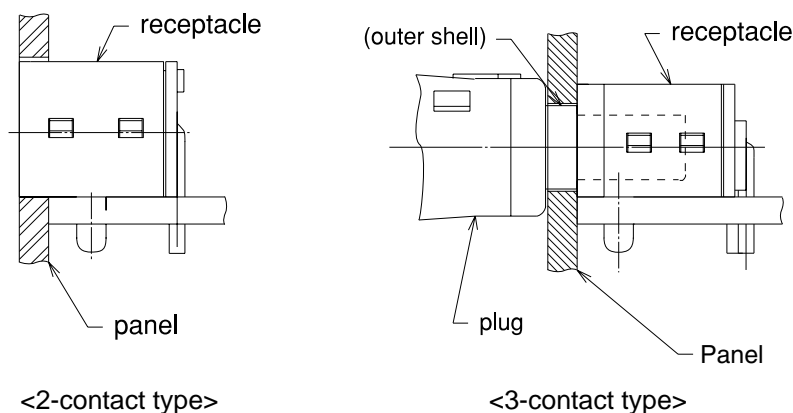 receptacle
panel
<2-contact type>
(outer shell)
receptacle
plug
Panel
<3-contact type>